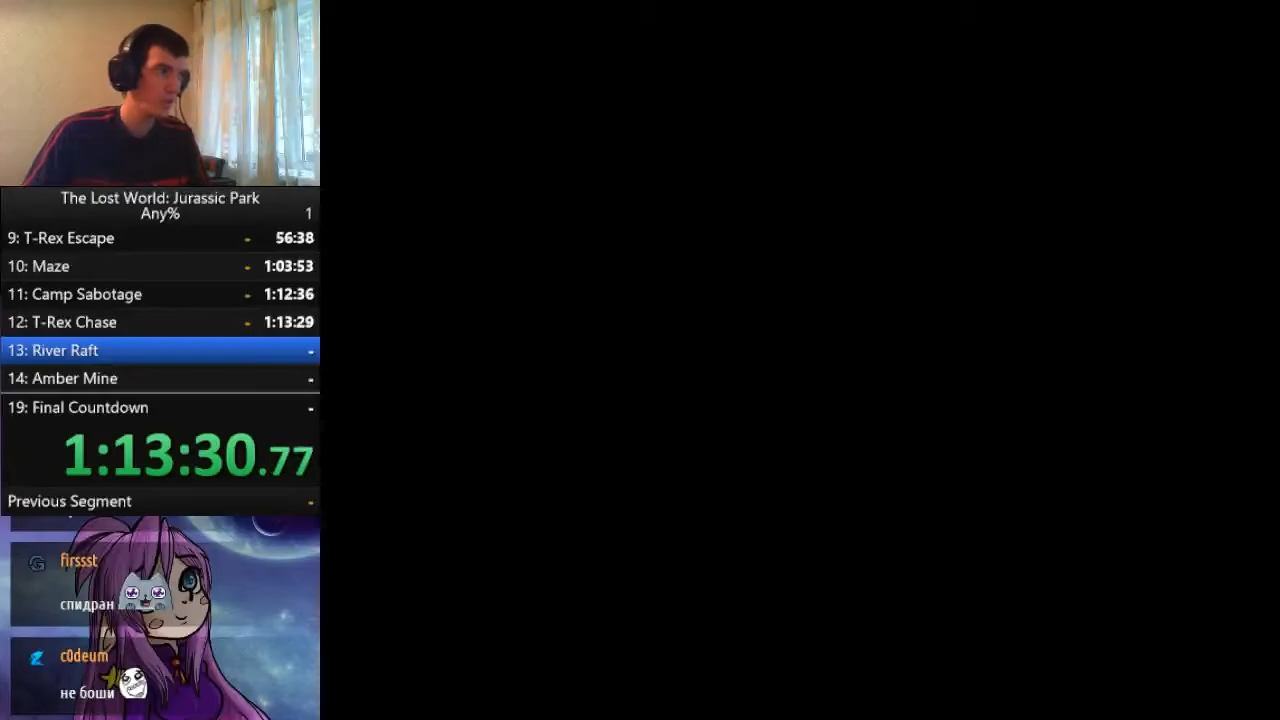 The Lost World: Jurassic Park
Any% 1
9: T-Rex Escape - 56:38
10: Maze - 1:03:53
11: Camp Sabotage - 1:12:36
12: T-Rex Chase - 1:13:29
13: River Raft -
14: Amber Mine -
19: Final Countdown -
1:13:30.77
Previous Segment -
firssst
спидран
c0deum
не боши